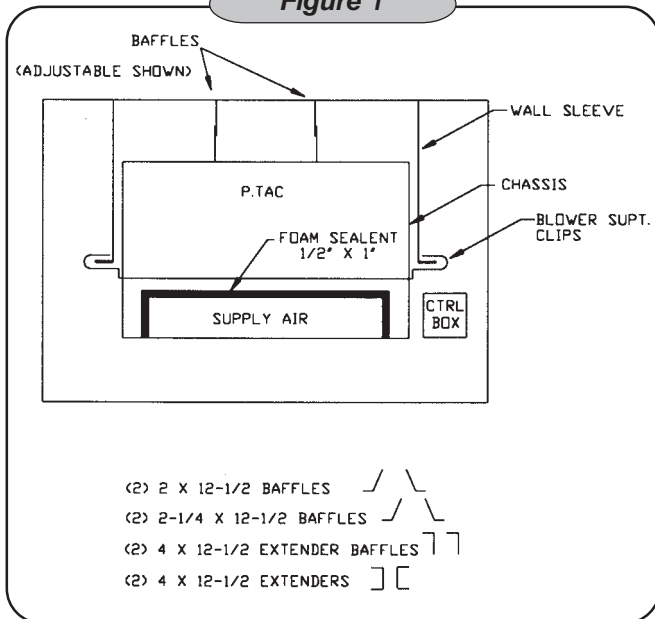 Figure 1
BAFFLES
(ADJUSTABLE SHOWN)
WALL SLEEVE
P.TAC
CHASSIS
BLOWER SUPT.
CLIPS
FOAM SEALENT
1/2" X 1"
SUPPLY AIR
CTRL
BOX
(2) 2 X 12-1/2 BAFFLES
(2) 2-1/4 X 12-1/2 BAFFLES
(2) 4 X 12-1/2 EXTENDER BAFFLES
(2) 4 X 12-1/2 EXTENDERS